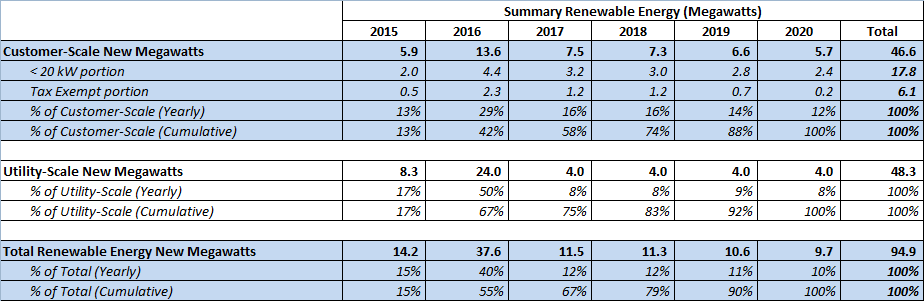 Summary Renewable Energy (Megawatts)
2015 2016 2017 2018 2019 2020 Total
Customer-Scale New Megawatts 5.9 13.6 7.5 7.3 6.6 5.7 46.6
< 20 kW portion 2.0 4.4 3.2 3.0 2.8 2.4 17.8
Tax Exempt portion 0.5 2.3 1.2 1.2 0.7 0.2 6.1
% of Customer-Scale (Yearly) 13% 29% 16% 16% 14% 12% 100%
% of Customer-Scale (Cumulative) 13% 42% 58% 74% 88% 100% 100%
Utility-Scale New Megawatts 8.3 24.0 4.0 4.0 4.0 4.0 48.3
% of Utility-Scale (Yearly) 17% 50% 8% 8% 9% 8% 100%
% of Utility-Scale (Cumulative) 17% 67% 75% 83% 92% 100% 100%
Total Renewable Energy New Megawatts 14.2 37.6 11.5 11.3 10.6 9.7 94.9
% of Total (Yearly) 15% 40% 12% 12% 11% 10% 100%
% of Total (Cumulative) 15% 55% 67% 79% 90% 100% 100%